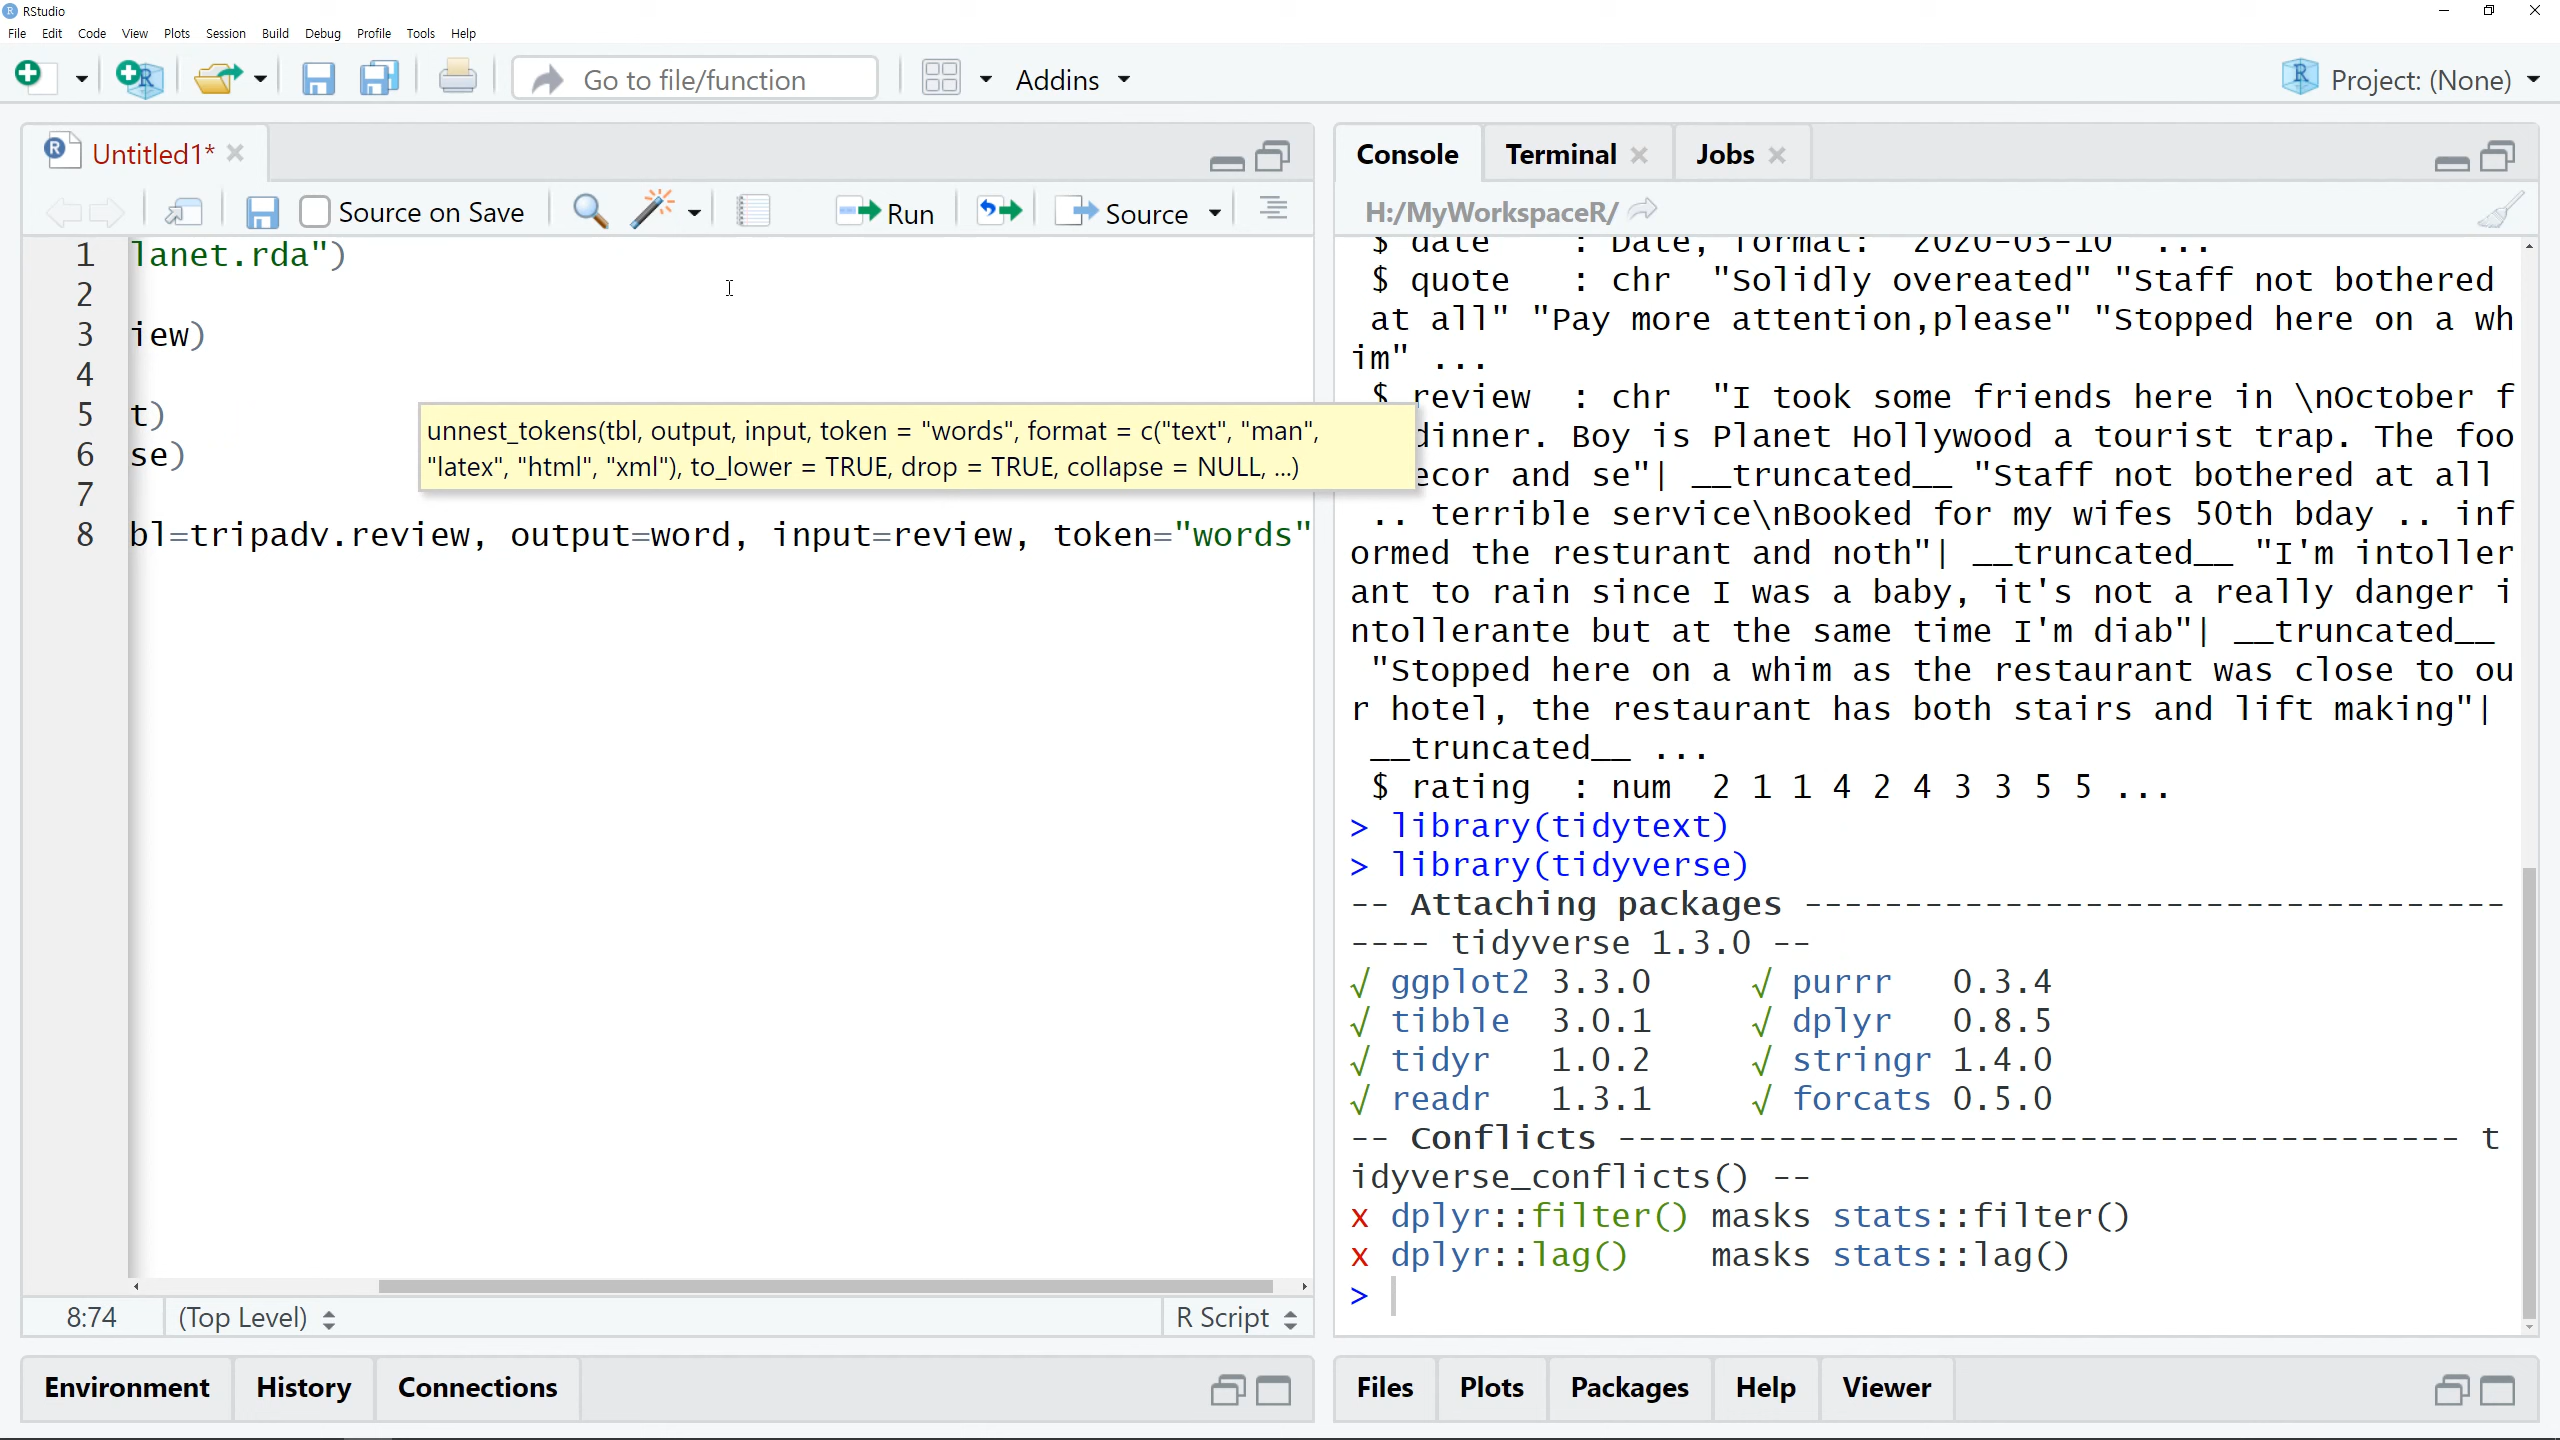 RStudio
File Edit Code View Plots Session Build Debug Profile Tools Help
Go to file/function Addins Project: (None)
Untitled1*
Source on Save Run Source
1 lanet.rda")
2
3 iew)
4
5 t)
6 se)
7
8 bl=tripadv.review, output=word, input=review, token="words"
unnest_tokens(tbl, output, input, token = "words", format = c("text", "man",
"latex", "html", "xml"), to_lower = TRUE, drop = TRUE, collapse = NULL, ...)
8:74 (Top Level) R Script
Environment History Connections
Console Terminal Jobs
H:/MyWorkspaceR/
$ date : Date, format: "2020-03-10" ...
$ quote : chr "Solidly overeated" "Staff not bothered
at all" "Pay more attention,please" "Stopped here on a wh
im" ...
$ review : chr "I took some friends here in \nOctober f
dinner. Boy is Planet Hollywood a tourist trap. The foo
ecor and se"| __truncated__ "Staff not bothered at all
.. terrible service\nBooked for my wifes 50th bday .. inf
ormed the resturant and noth"| __truncated__ "I'm intoller
ant to rain since I was a baby, it's not a really danger i
ntollerante but at the same time I'm diab"| __truncated__
"Stopped here on a whim as the restaurant was close to ou
r hotel, the restaurant has both stairs and lift making"|
__truncated__ ...
$ rating : num 2 1 1 4 2 4 3 3 5 5 ...
> library(tidytext)
> library(tidyverse)
-- Attaching packages -----------------------------------
---- tidyverse 1.3.0 --
√ ggplot2 3.3.0 √ purrr 0.3.4
√ tibble 3.0.1 √ dplyr 0.8.5
√ tidyr 1.0.2 √ stringr 1.4.0
√ readr 1.3.1 √ forcats 0.5.0
-- Conflicts ------------------------------------------ t
idyverse_conflicts() --
x dplyr::filter() masks stats::filter()
x dplyr::lag() masks stats::lag()
>
Files Plots Packages Help Viewer